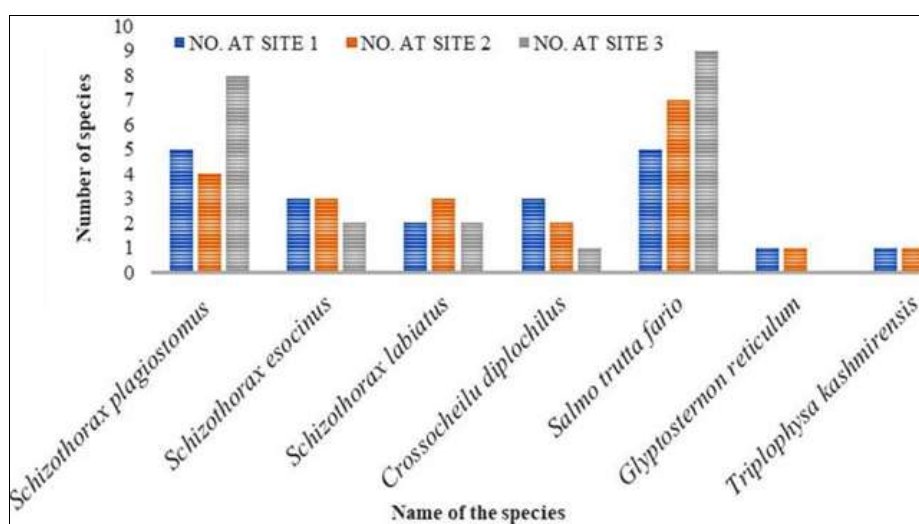 10
9
8
7
6
5
4
3
2
1
0
Number of species
NO. AT SITE 1 NO. AT SITE 2 NO. AT SITE 3
Schizothorax plagiostomus
Schizothorax esocinus
Schizothorax labiatus
Crossocheilu diplochilus
Salmo trutta fario
Glyptosternon reticulum
Triplophysa kashmirensis
Name of the species